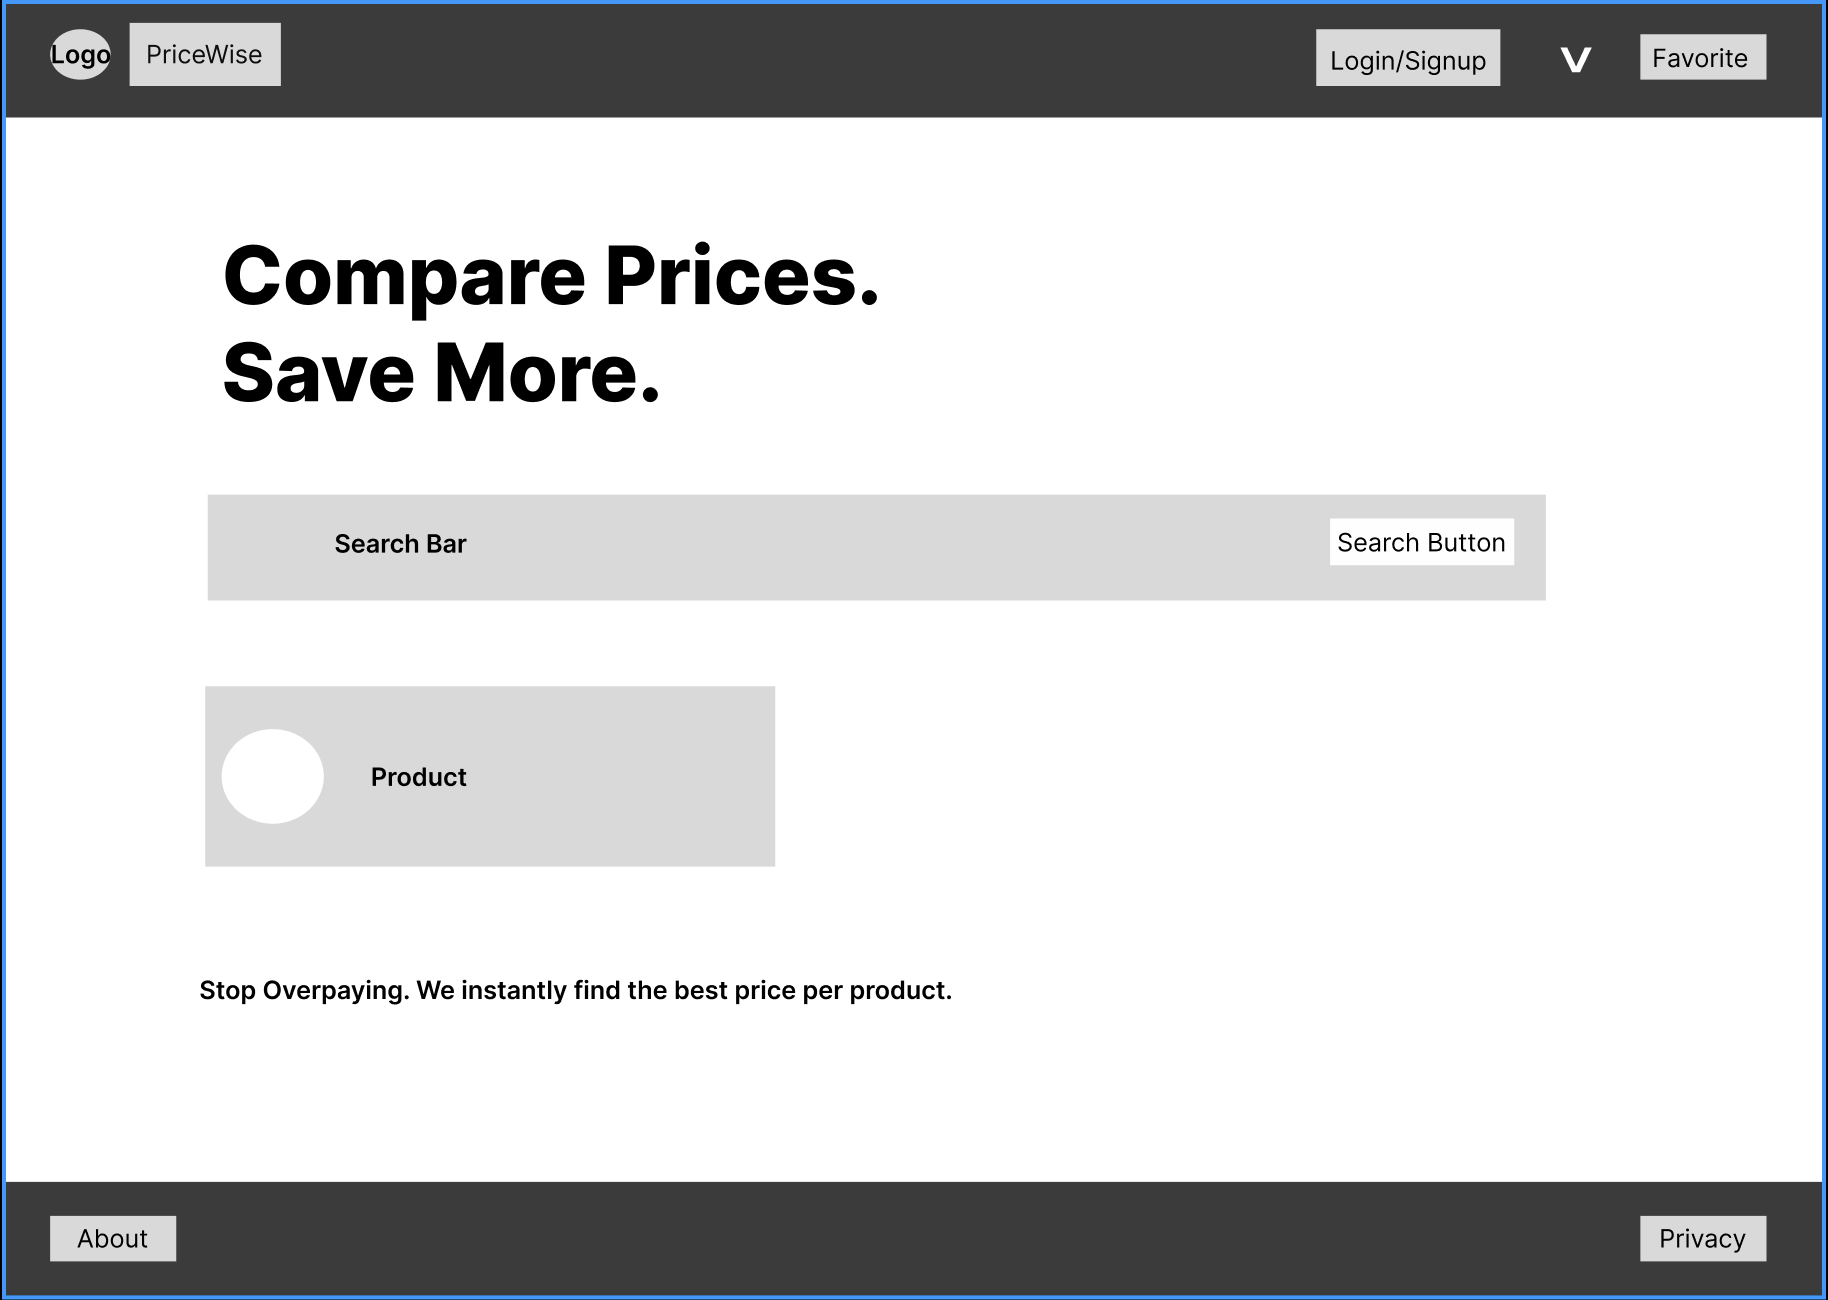 Logo
PriceWise
Login/Signup
V
Favorite
Compare Prices.
Save More.
Search Bar
Search Button
Product
Stop Overpaying. We instantly find the best price per product.
About
Privacy